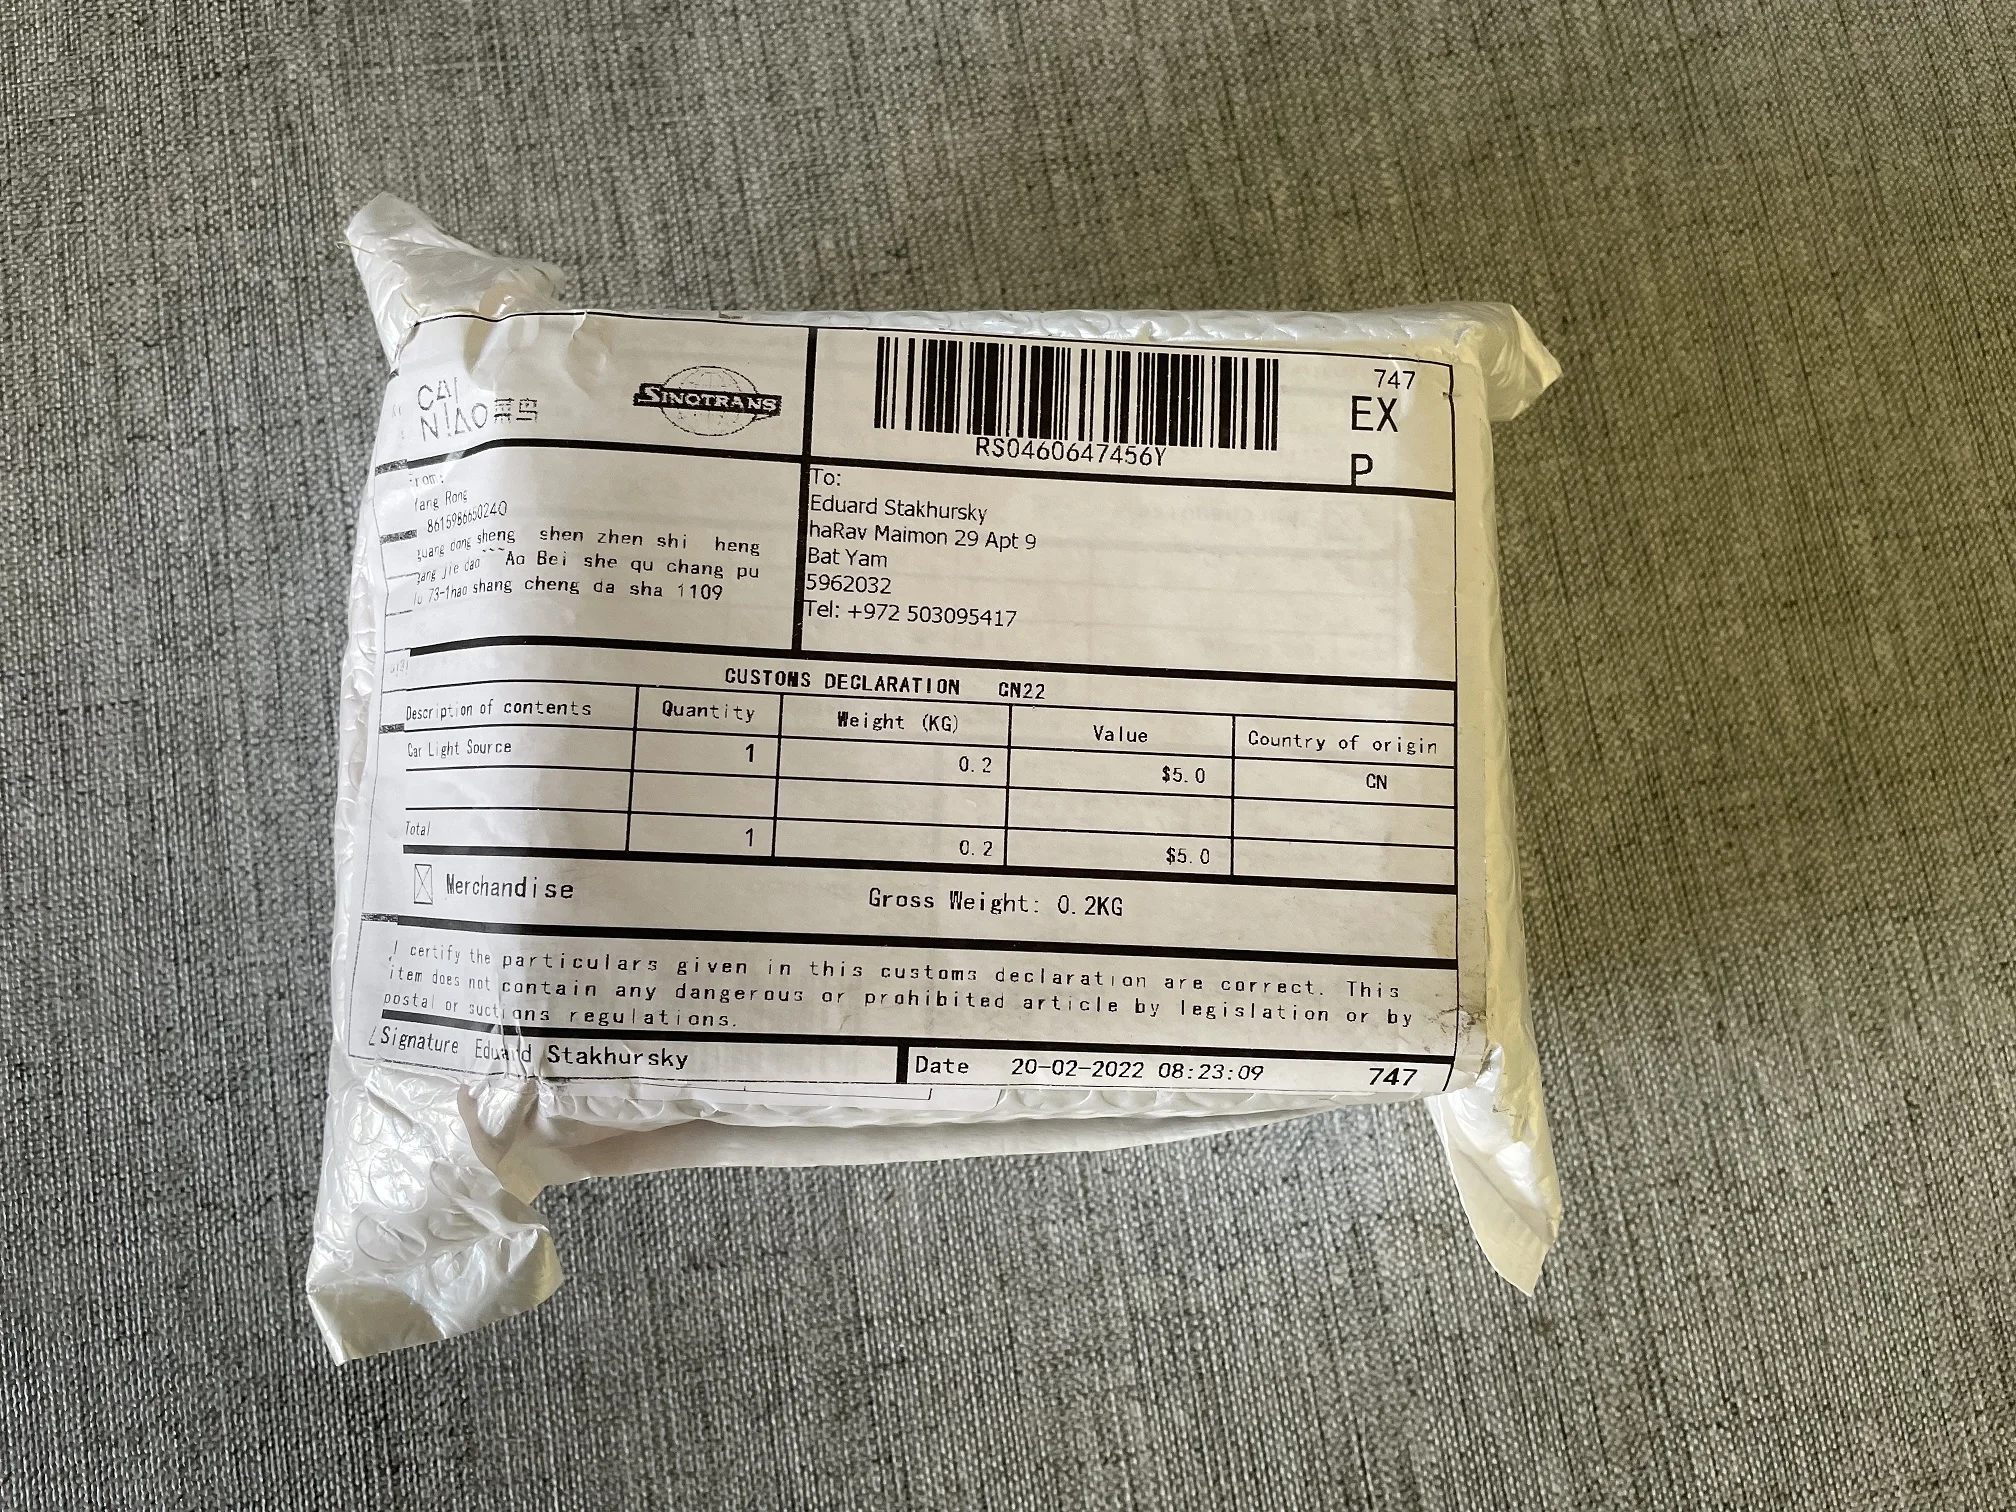 CAI
NIAO 菜鸟
SINOTRANS
RS0460647456Y
747
EX
P
Rong
8615986650240
guang dong sheng shen zhen shi heng
gang jie dao ```Ao Bei she qu chang pu
73-1hao shang cheng da sha 1109
To:
Eduard Stakhursky
haRav Maimon 29 Apt 9
Bat Yam
5962032
Tel: +972 503095417
CUSTOMS DECLARATION CN22
Description of contents Quantity Weight (KG) Value Country of origin
Car Light Source 1 0.2 $5.0 CN
Total 1 0.2 $5.0
Merchandise Gross Weight: 0.2KG
I certify the particulars given in this customs declaration are correct. This
item does not contain any dangerous or prohibited article by legislation or by
postal or suctions regulations.
Signature Eduard Stakhursky Date 20-02-2022 08:23:09 747